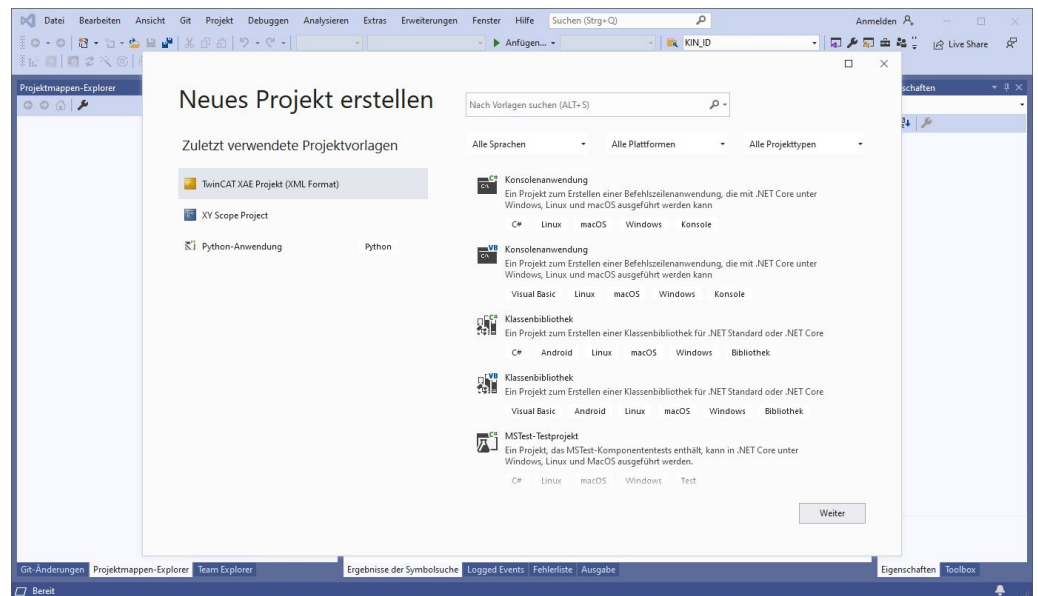 Datei Bearbeiten Ansicht Git Projekt Debuggen Analysieren Extras Erweiterungen Fenster Hilfe Suchen (Strg+Q) Anmelden
Anfügen... KIN_ID Live Share
Projektmappen-Explorer
schaften
Neues Projekt erstellen
Nach Vorlagen suchen (ALT+S)
Zuletzt verwendete Projektvorlagen
Alle Sprachen Alle Plattformen Alle Projekttypen
TwinCAT XAE Projekt (XML Format)
XY Scope Project
Python-Anwendung Python
Konsolenanwendung
Ein Projekt zum Erstellen einer Befehlszeilenanwendung, die mit .NET Core unter
Windows, Linux und macOS ausgeführt werden kann
C# Linux macOS Windows Konsole
Konsolenanwendung
Ein Projekt zum Erstellen einer Befehlszeilenanwendung, die mit .NET Core unter
Windows, Linux und macOS ausgeführt werden kann
Visual Basic Linux macOS Windows Konsole
Klassenbibliothek
Ein Projekt zum Erstellen einer Klassenbibliothek für .NET Standard oder .NET Core
C# Android Linux macOS Windows Bibliothek
Klassenbibliothek
Ein Projekt zum Erstellen einer Klassenbibliothek für .NET Standard oder .NET Core
Visual Basic Android Linux macOS Windows Bibliothek
MSTest-Testprojekt
Ein Projekt, das MSTest-Komponententests enthält, kann in .NET Core unter
Windows, Linux und MacOS ausgeführt werden.
C# Linux macOS Windows Test
Weiter
Git-Änderungen Projektmappen-Explorer Team Explorer Ergebnisse der Symbolsuche Logged Events Fehlerliste Ausgabe Eigenschaften Toolbox
Bereit